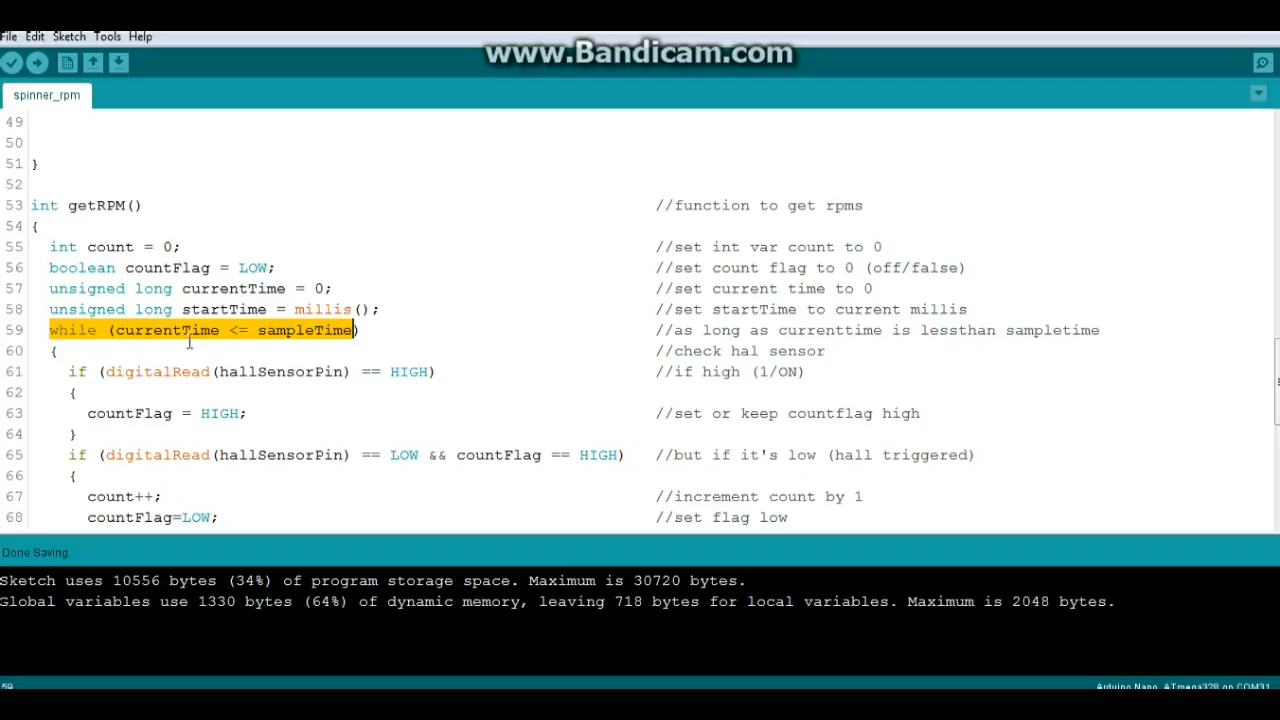 www.Bandicam.com
File Edit Sketch Tools Help
spinner_rpm
49
50
51 }
52
53 int getRPM() //function to get rpms
54 {
55 int count = 0; //set int var count to 0
56 boolean countFlag = LOW; //set count flag to 0 (off/false)
57 unsigned long currentTime = 0; //set current time to 0
58 unsigned long startTime = millis(); //set startTime to current millis
59 while (currentTime <= sampleTime) //as long as currenttime is lessthan sampletime
60 { //check hal sensor
61 if (digitalRead(hallSensorPin) == HIGH) //if high (1/ON)
62 {
63 countFlag = HIGH; //set or keep countflag high
64 }
65 if (digitalRead(hallSensorPin) == LOW && countFlag == HIGH) //but if it's low (hall triggered)
66 {
67 count++; //increment count by 1
68 countFlag=LOW; //set flag low
Done Saving.
Sketch uses 10556 bytes (34%) of program storage space. Maximum is 30720 bytes.
Global variables use 1330 bytes (64%) of dynamic memory, leaving 718 bytes for local variables. Maximum is 2048 bytes.
59 Arduino Nano, ATmega328 on COM31